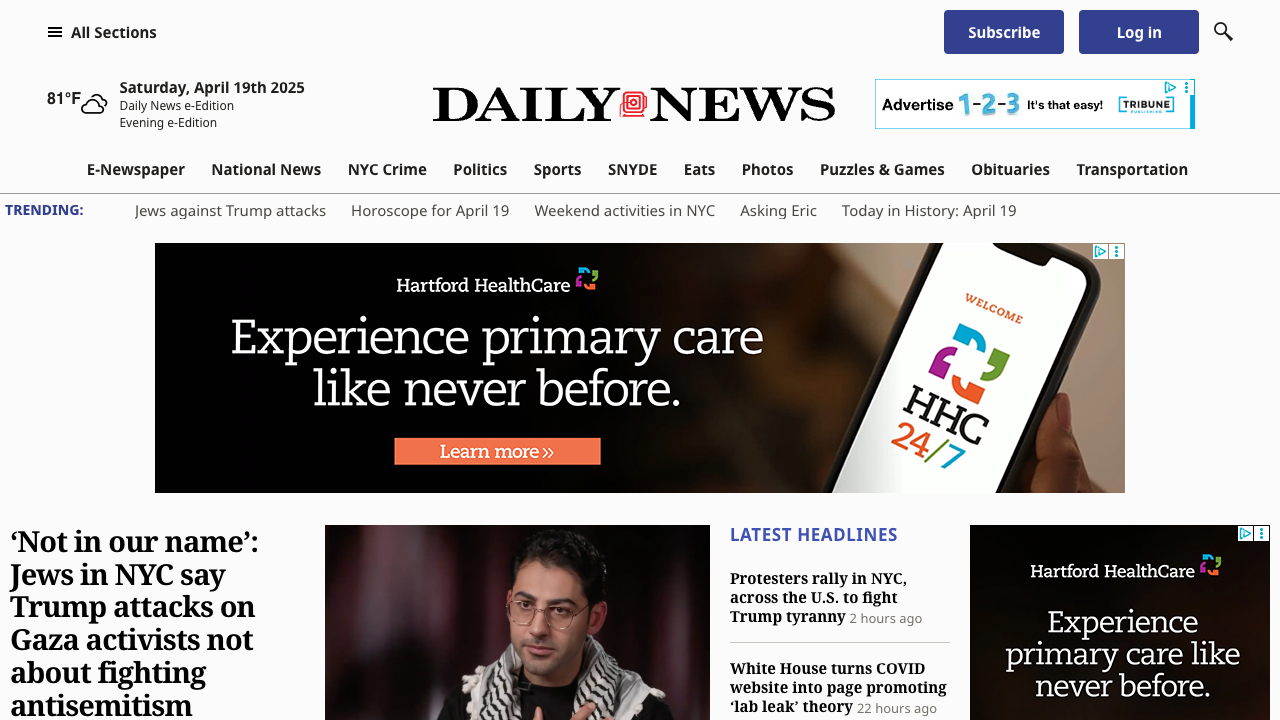 All Sections
Subscribe
Log in
81°F
Saturday, April 19th 2025
Daily News e-Edition
Evening e-Edition
DAILY NEWS
Advertise 1-2-3 It's that easy! TRIBUNE PUBLISHING
E-Newspaper National News NYC Crime Politics Sports SNYDE Eats Photos Puzzles & Games Obituaries Transportation
TRENDING: Jews against Trump attacks Horoscope for April 19 Weekend activities in NYC Asking Eric Today in History: April 19
Hartford HealthCare
Experience primary care
like never before.
Learn more »
WELCOME
HHC
24/7
‘Not in our name’:
Jews in NYC say
Trump attacks on
Gaza activists not
about fighting
antisemitism
LATEST HEADLINES
Protesters rally in NYC,
across the U.S. to fight
Trump tyranny 2 hours ago
White House turns COVID
website into page promoting
‘lab leak’ theory 22 hours ago
Hartford HealthCare
Experience
primary care like
never before.